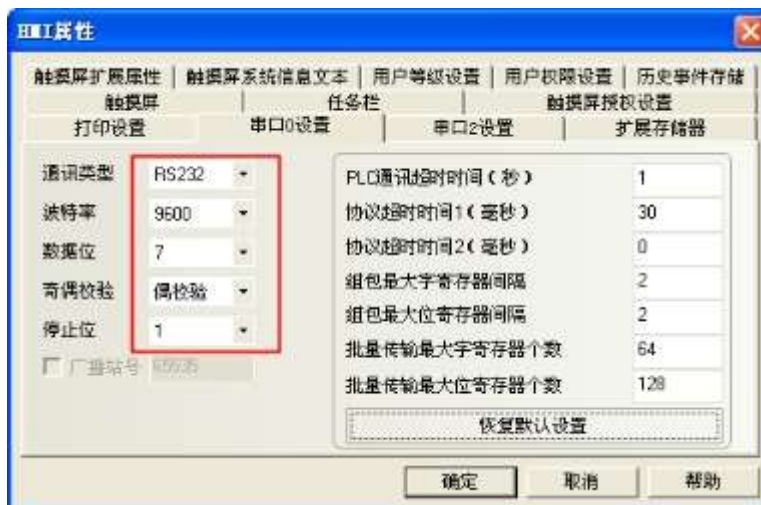 HMI属性
触摸屏扩展属性 触摸屏系统信息文本 用户等级设置 用户权限设置 历史事件存储
触摸屏 任务栏 触摸屏授权设置
打印设置 串口0设置 串口2设置 扩展存储器
通讯类型 RS232
波特率 9600
数据位 7
奇偶校验 偶校验
停止位 1
广播站号 65535
PLC通讯超时时间(秒) 1
协议超时时间1(毫秒) 30
协议超时时间2(毫秒) 0
组包最大字寄存器间隔 2
组包最大位寄存器间隔 2
批量传输最大字寄存器个数 64
批量传输最大位寄存器个数 128
恢复默认设置
确定 取消 帮助